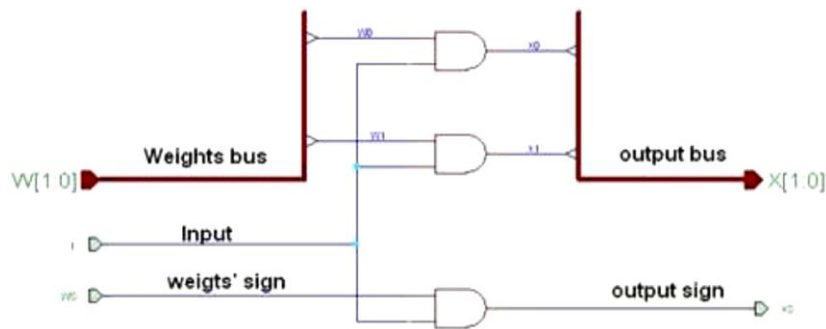 W0
X0
W1
X1
Weights bus
output bus
W[1:0]
X[1:0]
Input
weigts' sign
output sign